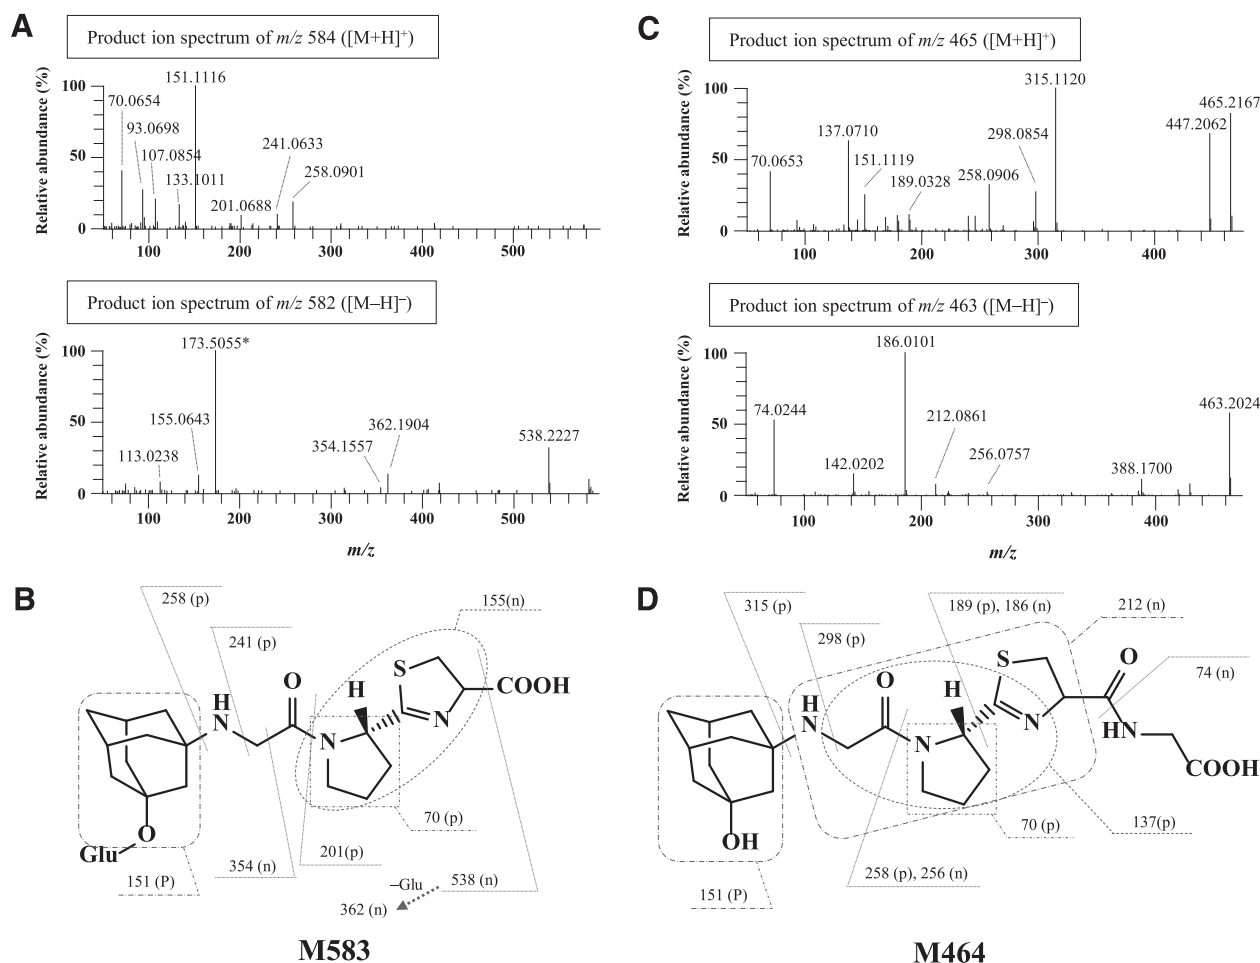 A
Product ion spectrum of m/z 584 ([M+H]+)
Relative abundance (%)
100
50
0
70.0654
93.0698
107.0854
133.1011
151.1116
201.0688
241.0633
258.0901
100
200
300
400
500
Product ion spectrum of m/z 582 ([M–H]–)
Relative abundance (%)
100
50
0
113.0238
155.0643
173.5055*
354.1557
362.1904
538.2227
100
200
300
400
500
m/z
C
Product ion spectrum of m/z 465 ([M+H]+)
Relative abundance (%)
100
50
0
70.0653
137.0710
151.1119
189.0328
258.0906
298.0854
315.1120
447.2062
465.2167
100
200
300
400
Product ion spectrum of m/z 463 ([M–H]–)
Relative abundance (%)
100
50
0
74.0244
142.0202
186.0101
212.0861
256.0757
388.1700
463.2024
100
200
300
400
m/z
B
258 (p)
241 (p)
155(n)
H
N
O
H
S
N
COOH
N
O
Glu
151 (P)
354 (n)
201(p)
70 (p)
–Glu
538 (n)
362 (n)
M583
D
315 (p)
298 (p)
189 (p), 186 (n)
212 (n)
74 (n)
H
N
O
H
S
N
O
HN
COOH
N
OH
151 (P)
258 (p), 256 (n)
70 (p)
137(p)
M464